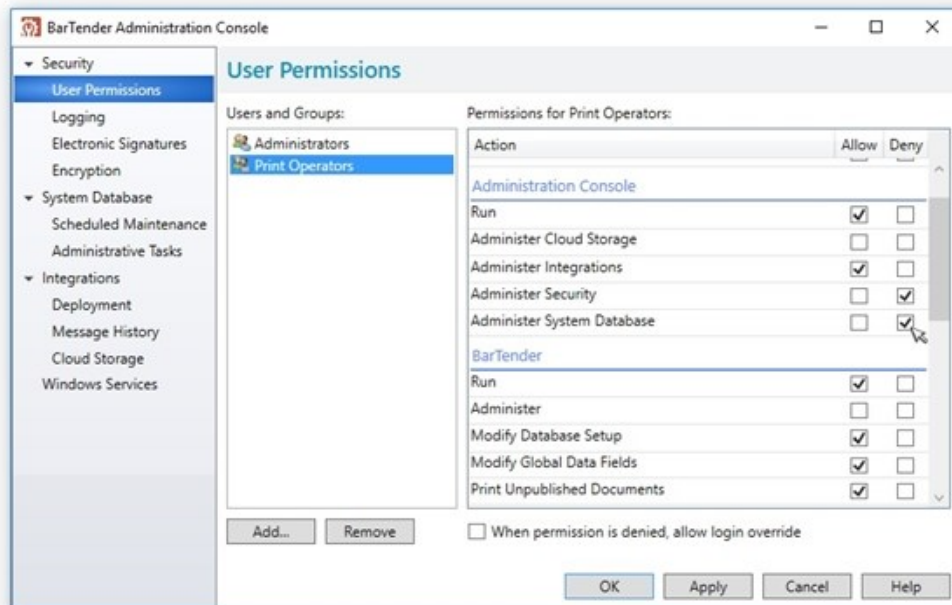 BarTender Administration Console
Security
User Permissions
Logging
Electronic Signatures
Encryption
System Database
Scheduled Maintenance
Administrative Tasks
Integrations
Deployment
Message History
Cloud Storage
Windows Services
User Permissions
Users and Groups:
Administrators
Print Operators
Add...
Remove
Permissions for Print Operators:
Action Allow Deny
Administration Console
Run
Administer Cloud Storage
Administer Integrations
Administer Security
Administer System Database
BarTender
Run
Administer
Modify Database Setup
Modify Global Data Fields
Print Unpublished Documents
When permission is denied, allow login override
OK Apply Cancel Help